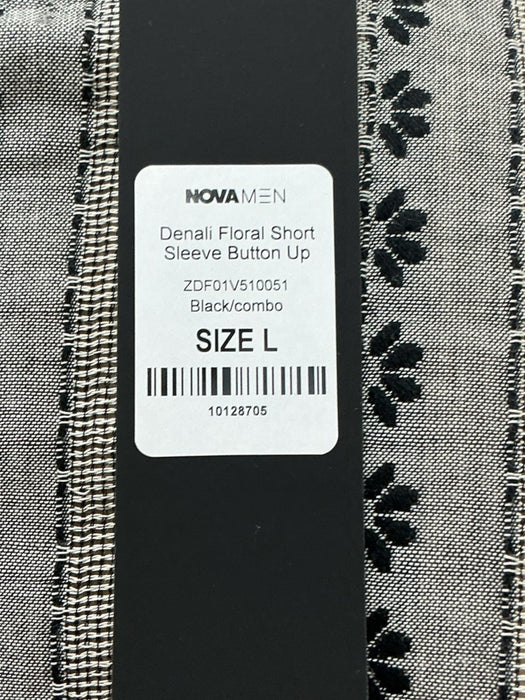 NOVAMEN
Denali Floral Short
Sleeve Button Up
ZDF01V510051
Black/combo
SIZE L
10128705